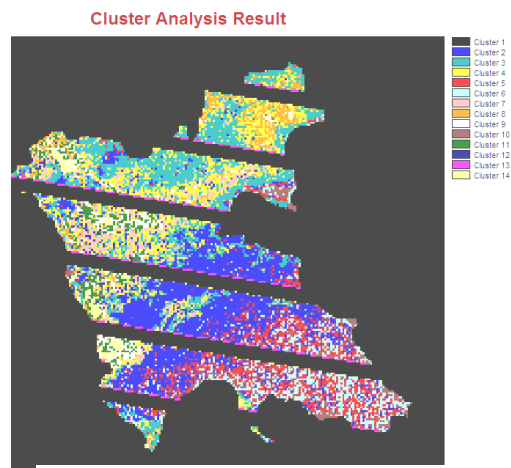 Cluster Analysis Result
Cluster 1
Cluster 2
Cluster 3
Cluster 4
Cluster 5
Cluster 6
Cluster 7
Cluster 8
Cluster 9
Cluster 10
Cluster 11
Cluster 12
Cluster 13
Cluster 14